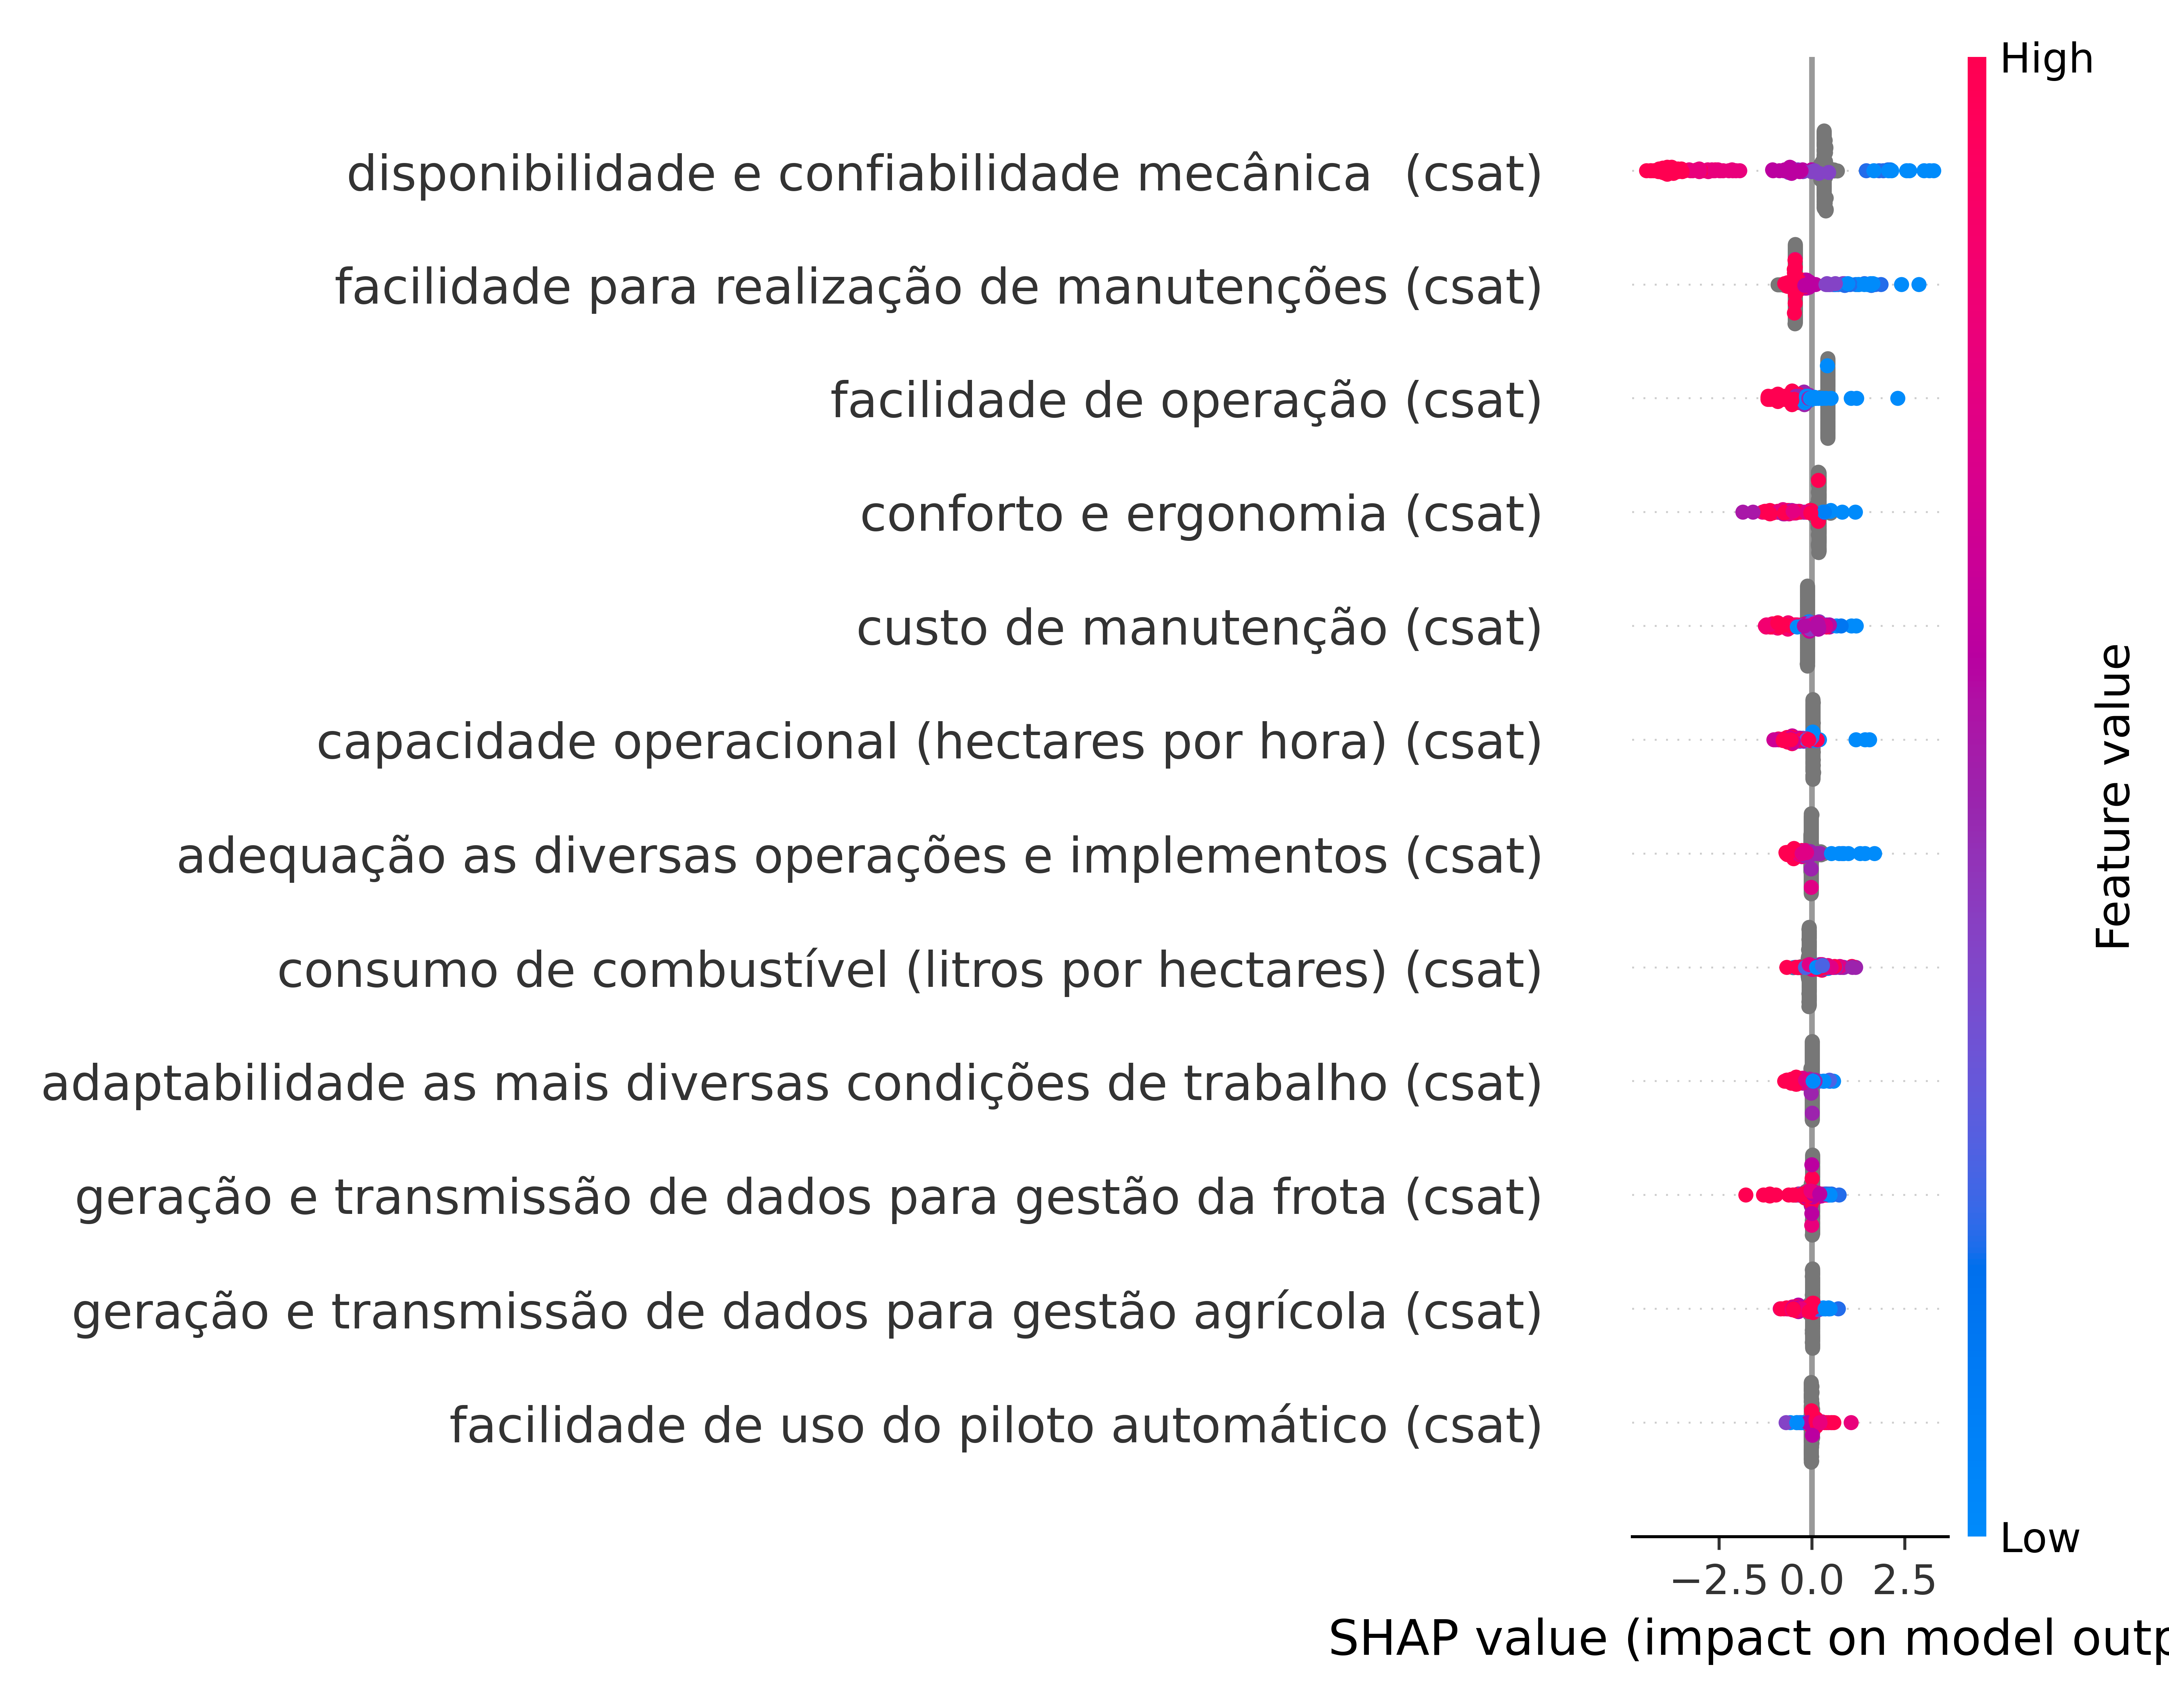 High
disponibilidade e confiabilidade mecânica  (csat)
facilidade para realização de manutenções (csat)
facilidade de operação (csat)
conforto e ergonomia (csat)
custo de manutenção (csat)
capacidade operacional (hectares por hora) (csat)
adequação as diversas operações e implementos (csat)
consumo de combustível (litros por hectares) (csat)
adaptabilidade as mais diversas condições de trabalho (csat)
geração e transmissão de dados para gestão da frota (csat)
geração e transmissão de dados para gestão agrícola (csat)
facilidade de uso do piloto automático (csat)
Feature value
Low
−2.5 0.0 2.5
SHAP value (impact on model outp